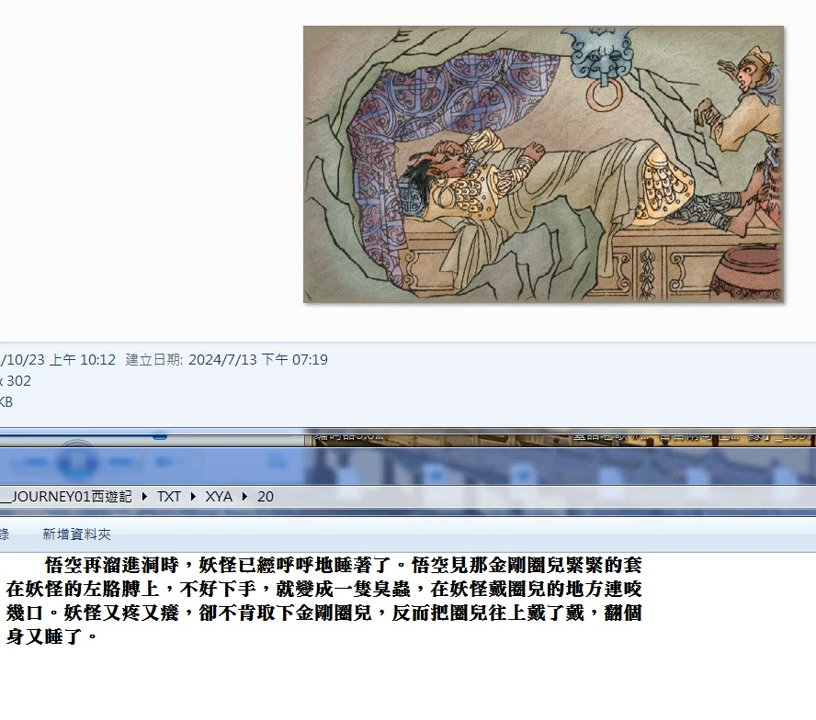 /10/23 上午 10:12 建立日期: 2024/7/13 下午 07:19
x 302
KB
__JOURNEY01西遊記 ▶ TXT ▶ XYA ▶ 20
錄 新增資料夾
悟空再溜進洞時，妖怪已經呼呼地睡著了。悟空見那金剛圈兒緊緊的套
在妖怪的左胳膊上，不好下手，就變成一隻臭蟲，在妖怪戴圈兒的地方連咬
幾口。妖怪又疼又癢，卻不肯取下金剛圈兒，反而把圈兒往上戴了戴，翻個
身又睡了。